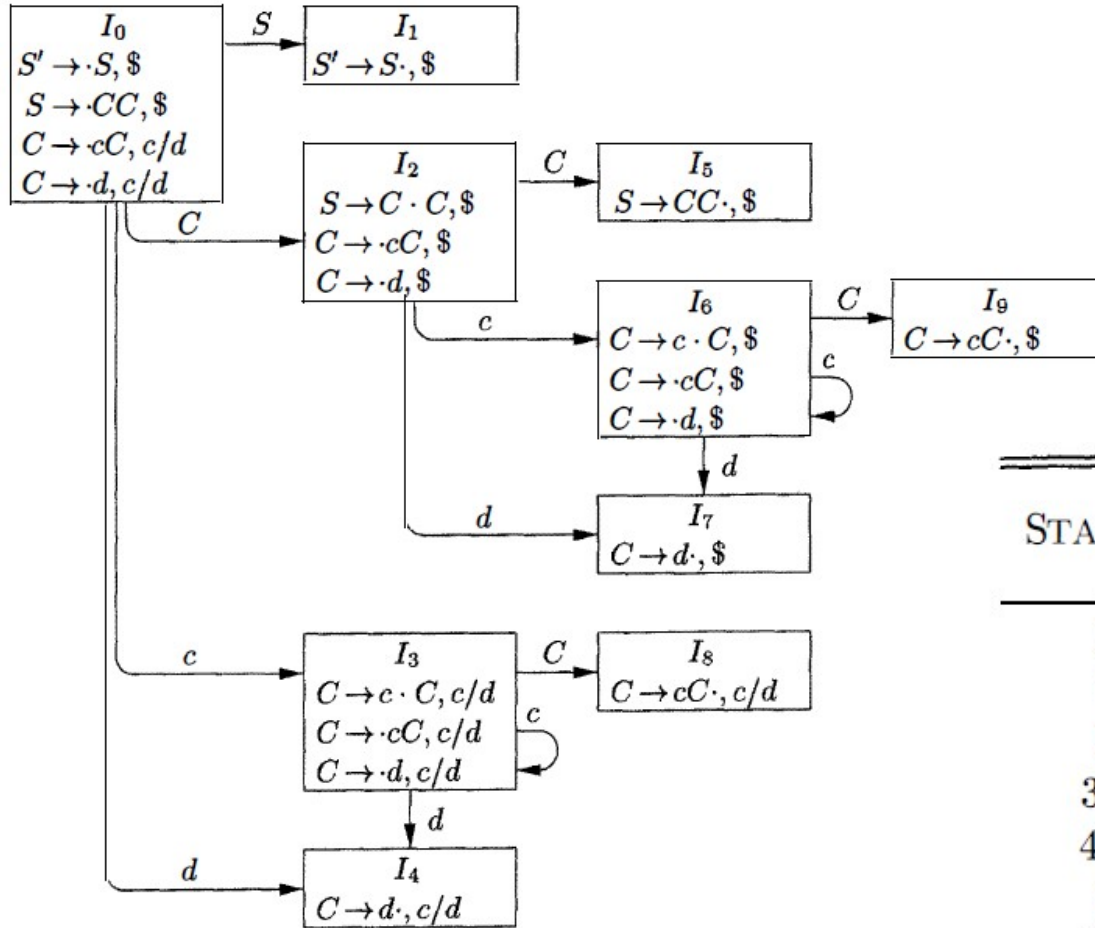 I₀
S' → ·S, $
S → ·CC, $
C → ·cC, c/d
C → ·d, c/d
S
I₁
S' → S·, $
C
I₂
S → C · C, $
C → ·cC, $
C → ·d, $
C
I₅
S → CC·, $
c
I₆
C → c · C, $
C → ·cC, $
C → ·d, $
C
I₉
C → cC·, $
c
d
d
I₇
C → d·, $
STA
c
I₃
C → c · C, c/d
C → ·cC, c/d
C → ·d, c/d
C
I₈
C → cC·, c/d
c
d
3
4
d
I₄
C → d·, c/d